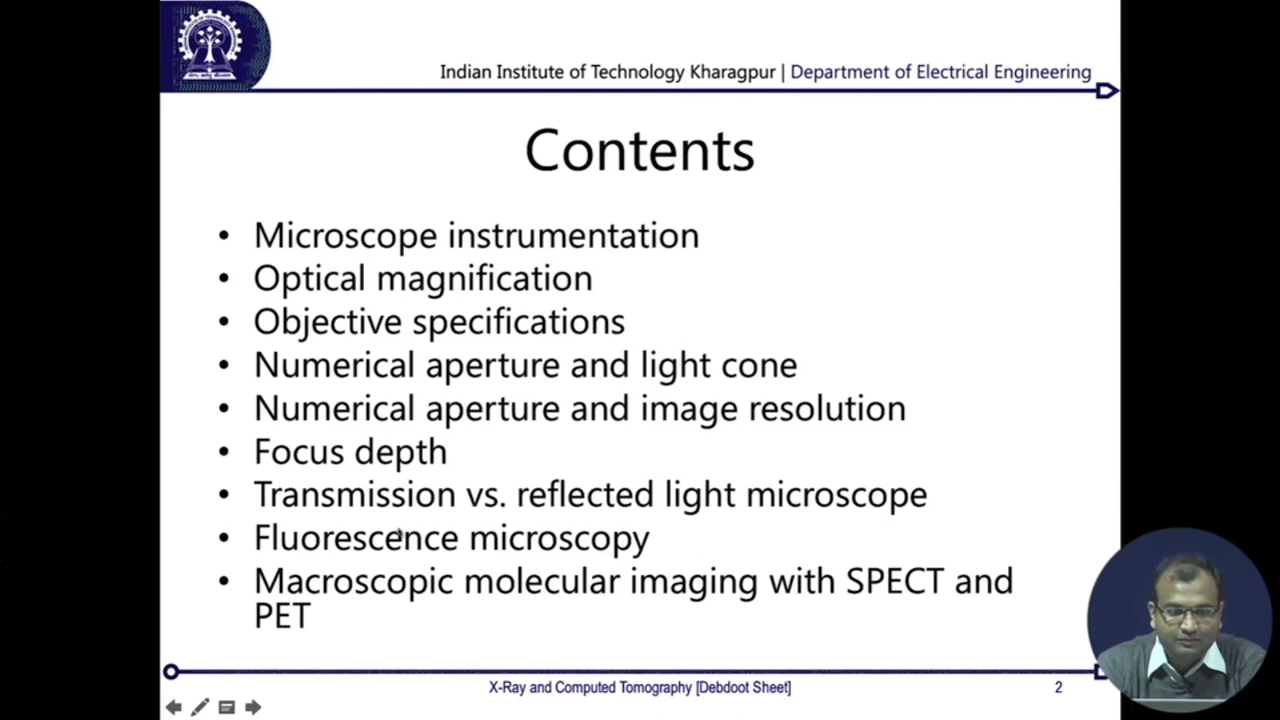 Indian Institute of Technology Kharagpur | Department of Electrical Engineering
Contents
• Microscope instrumentation
• Optical magnification
• Objective specifications
• Numerical aperture and light cone
• Numerical aperture and image resolution
• Focus depth
• Transmission vs. reflected light microscope
• Fluorescence microscopy
• Macroscopic molecular imaging with SPECT and
PET
X-Ray and Computed Tomography [Debdoot Sheet]
2